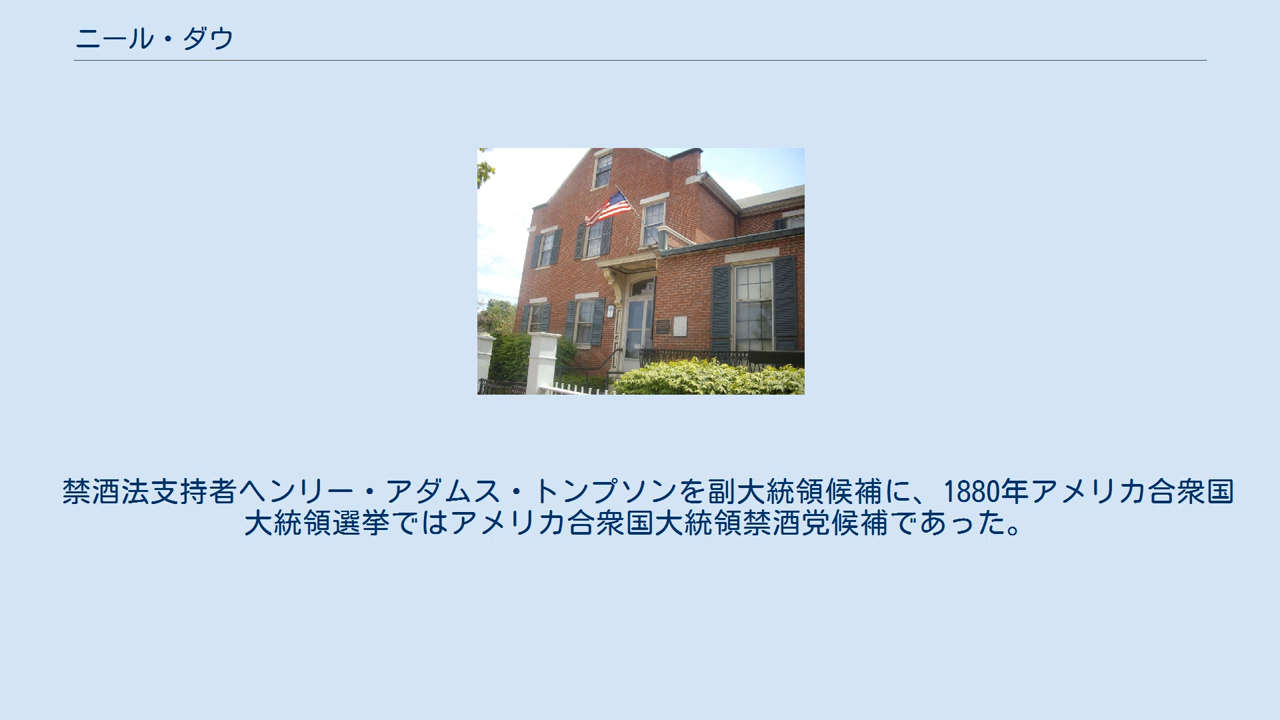 ニール・ダウ
禁酒法支持者ヘンリー・アダムス・トンプソンを副大統領候補に、1880年アメリカ合衆国
大統領選挙ではアメリカ合衆国大統領禁酒党候補であった。